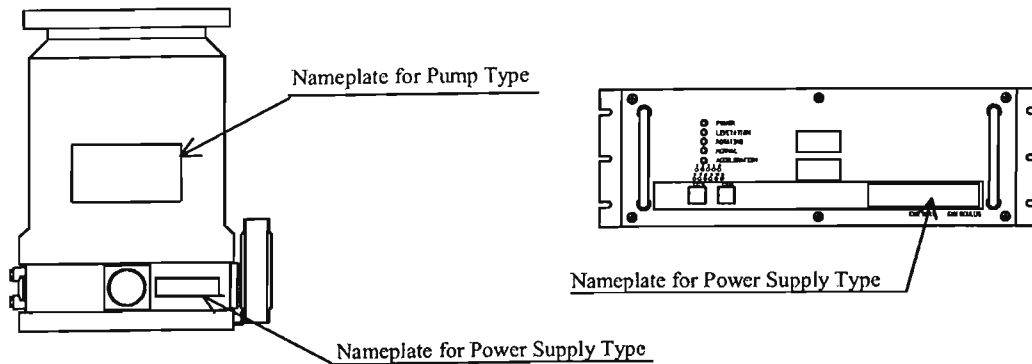 Nameplate for Pump Type
POWER
LEVITATION
ROTATING
NORMAL
ACCELERATION
Nameplate for Power Supply Type
Nameplate for Power Supply Type